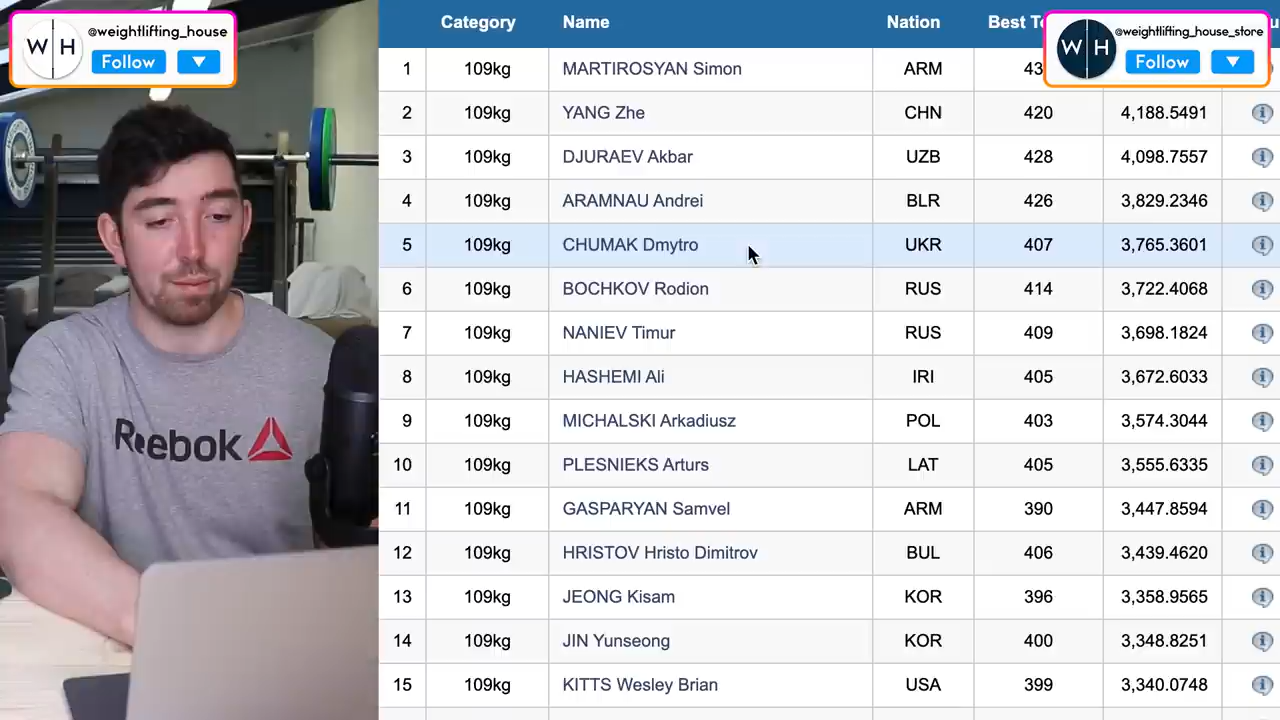 W H @weightlifting_house
Follow
W H @weightlifting_house_store
Follow
Category Name Nation Best
1 109kg MARTIROSYAN Simon ARM
2 109kg YANG Zhe CHN 420 4,188.5491
3 109kg DJURAEV Akbar UZB 428 4,098.7557
4 109kg ARAMNAU Andrei BLR 426 3,829.2346
5 109kg CHUMAK Dmytro UKR 407 3,765.3601
6 109kg BOCHKOV Rodion RUS 414 3,722.4068
7 109kg NANIEV Timur RUS 409 3,698.1824
8 109kg HASHEMI Ali IRI 405 3,672.6033
9 109kg MICHALSKI Arkadiusz POL 403 3,574.3044
10 109kg PLESNIEKS Arturs LAT 405 3,555.6335
11 109kg GASPARYAN Samvel ARM 390 3,447.8594
12 109kg HRISTOV Hristo Dimitrov BUL 406 3,439.4620
13 109kg JEONG Kisam KOR 396 3,358.9565
14 109kg JIN Yunseong KOR 400 3,348.8251
15 109kg KITTS Wesley Brian USA 399 3,340.0748
Reebok